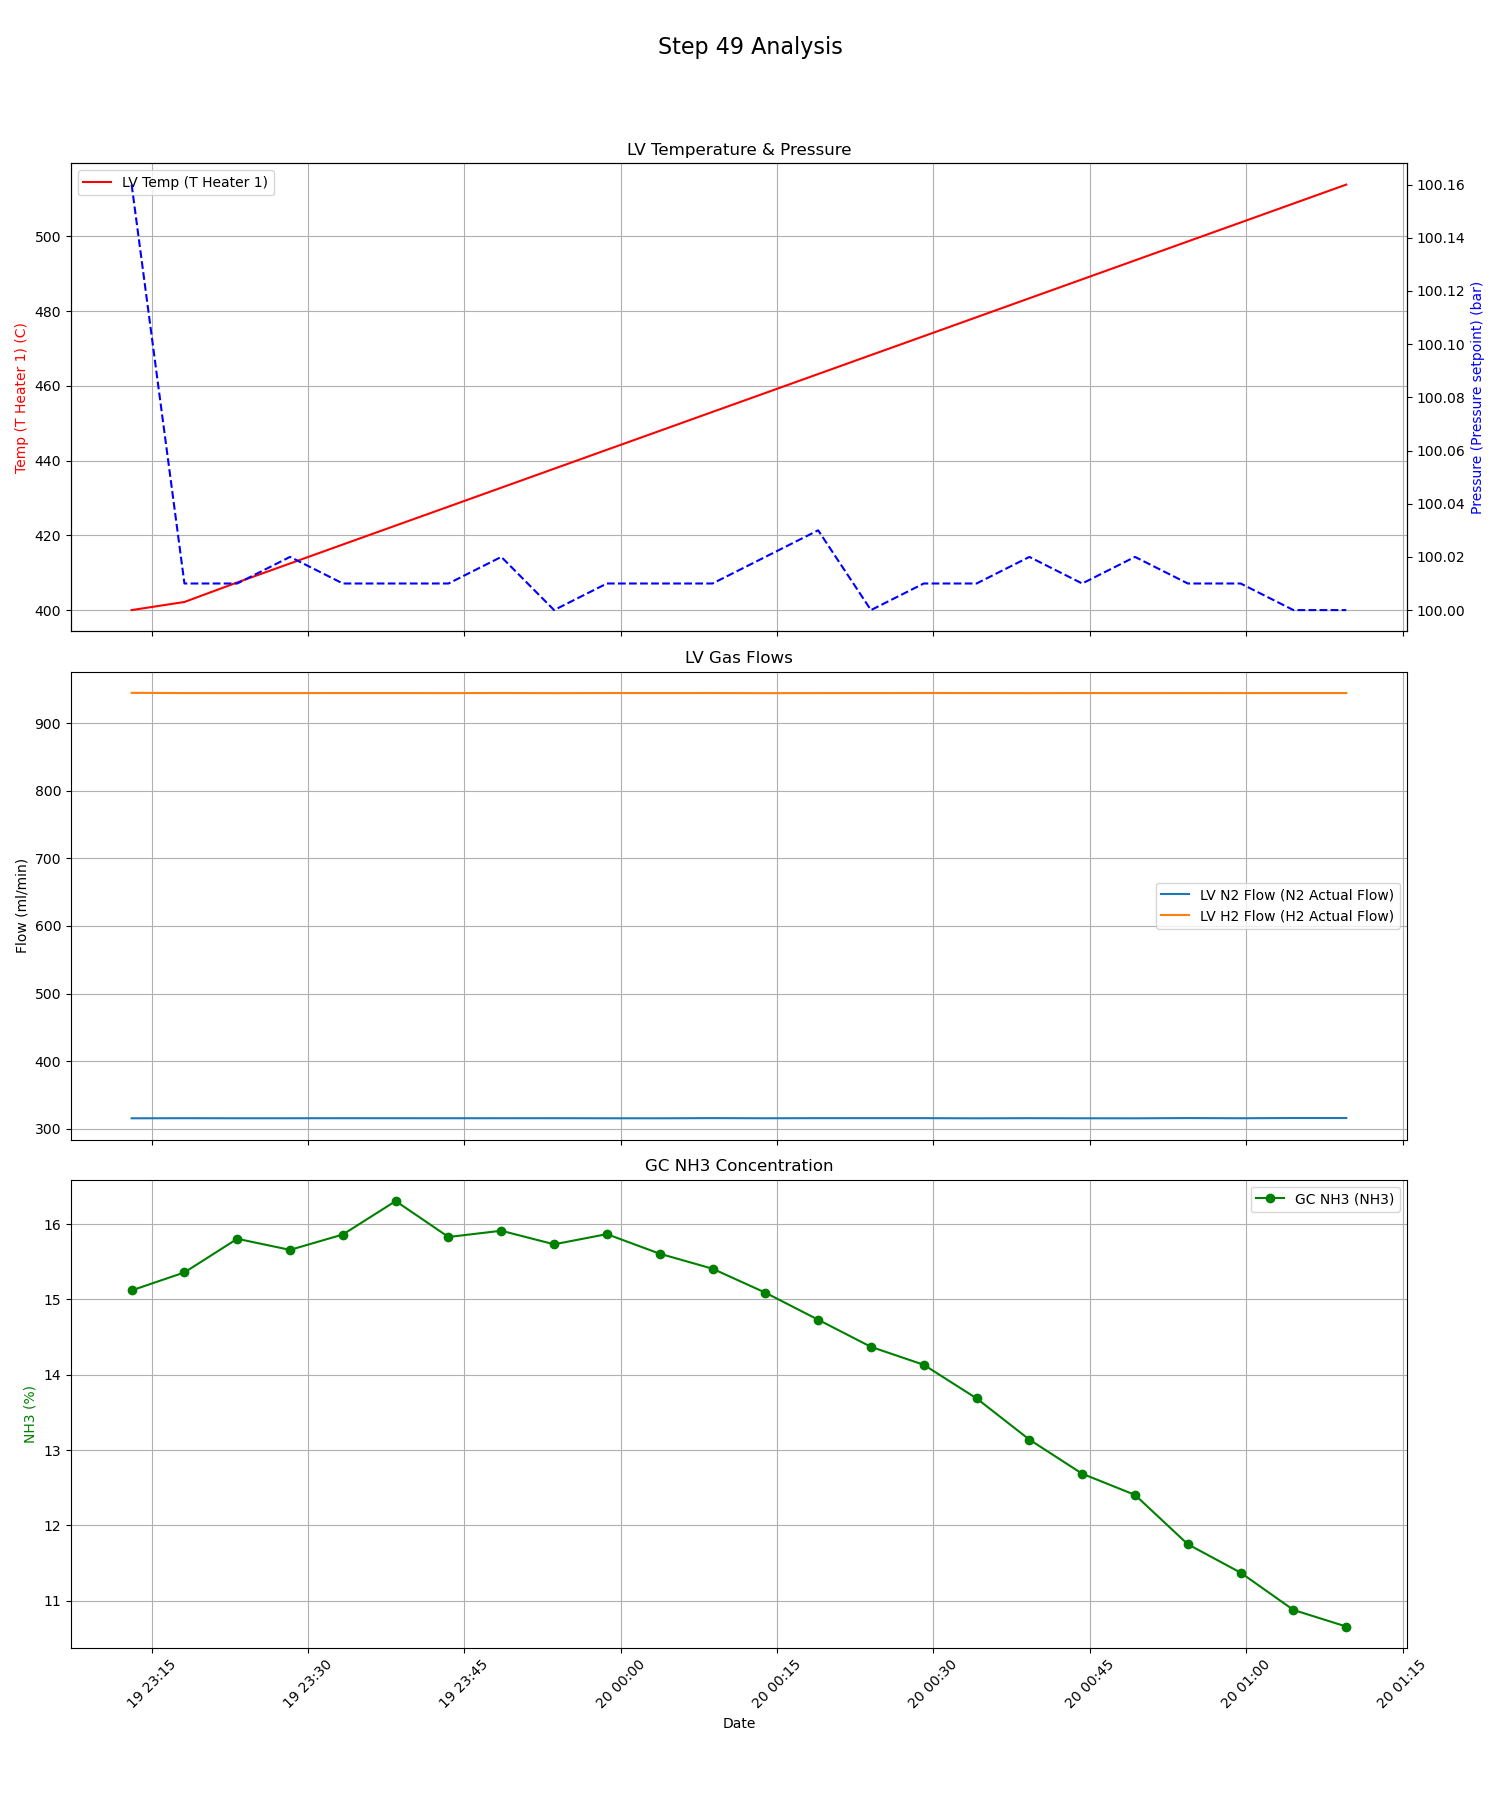 Step 49 Analysis
LV Temperature & Pressure
LV Temp (T Heater 1)
Temp (T Heater 1) (C)
500
480
460
440
420
400
100.16
100.14
100.12
100.10
100.08
100.06
100.04
100.02
100.00
Pressure (Pressure setpoint) (bar)
LV Gas Flows
Flow (ml/min)
900
800
700
600
500
400
300
LV N2 Flow (N2 Actual Flow)
LV H2 Flow (H2 Actual Flow)
GC NH3 Concentration
GC NH3 (NH3)
NH3 (%)
16
15
14
13
12
11
19 23:15
19 23:30
19 23:45
20 00:00
20 00:15
20 00:30
20 00:45
20 01:00
20 01:15
Date